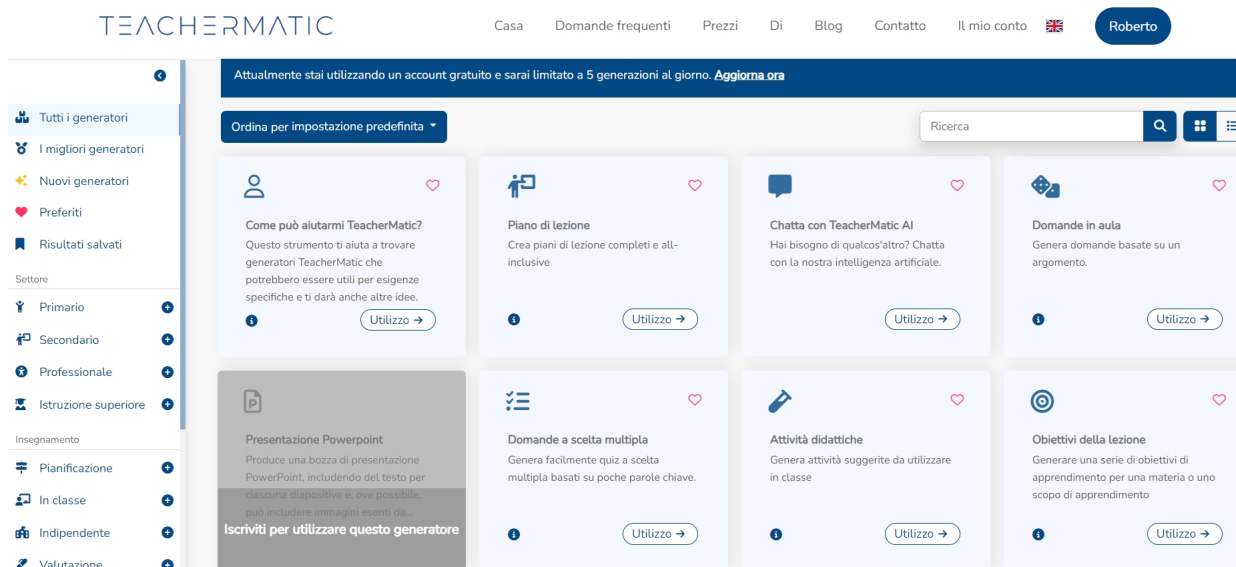 TEACHERMATIC
Casa Domande frequenti Prezzi Di Blog Contatto Il mio conto Roberto
Attualmente stai utilizzando un account gratuito e sarai limitato a 5 generazioni al giorno. Aggiorna ora
Tutti i generatori
I migliori generatori
Nuovi generatori
Preferiti
Risultati salvati
Settore
Primario
Secondario
Professionale
Istruzione superiore
Insegnamento
Pianificazione
In classe
Indipendente
Valutazione
Ordina per impostazione predefinita
Ricerca
Come può aiutarmi TeacherMatic?
Questo strumento ti aiuta a trovare
generatori TeacherMatic che
potrebbero essere utili per esigenze
specifiche e ti darà anche altre idee.
Utilizzo →
Piano di lezione
Crea piani di lezione completi e all-
inclusive
Utilizzo →
Chatta con TeacherMatic AI
Hai bisogno di qualcos'altro? Chatta
con la nostra intelligenza artificiale.
Utilizzo →
Domande in aula
Genera domande basate su un
argomento.
Utilizzo →
Presentazione Powerpoint
Produce una bozza di presentazione
PowerPoint, includendo del testo per
ciascuna diapositiva e, ove possibile,
può includere immagini esenti da...
Iscriviti per utilizzare questo generatore
Domande a scelta multipla
Genera facilmente quiz a scelta
multipla basati su poche parole chiave.
Utilizzo →
Attività didattiche
Genera attività suggerite da utilizzare
in classe
Utilizzo →
Obiettivi della lezione
Generare una serie di obiettivi di
apprendimento per una materia o uno
scopo di apprendimento
Utilizzo →